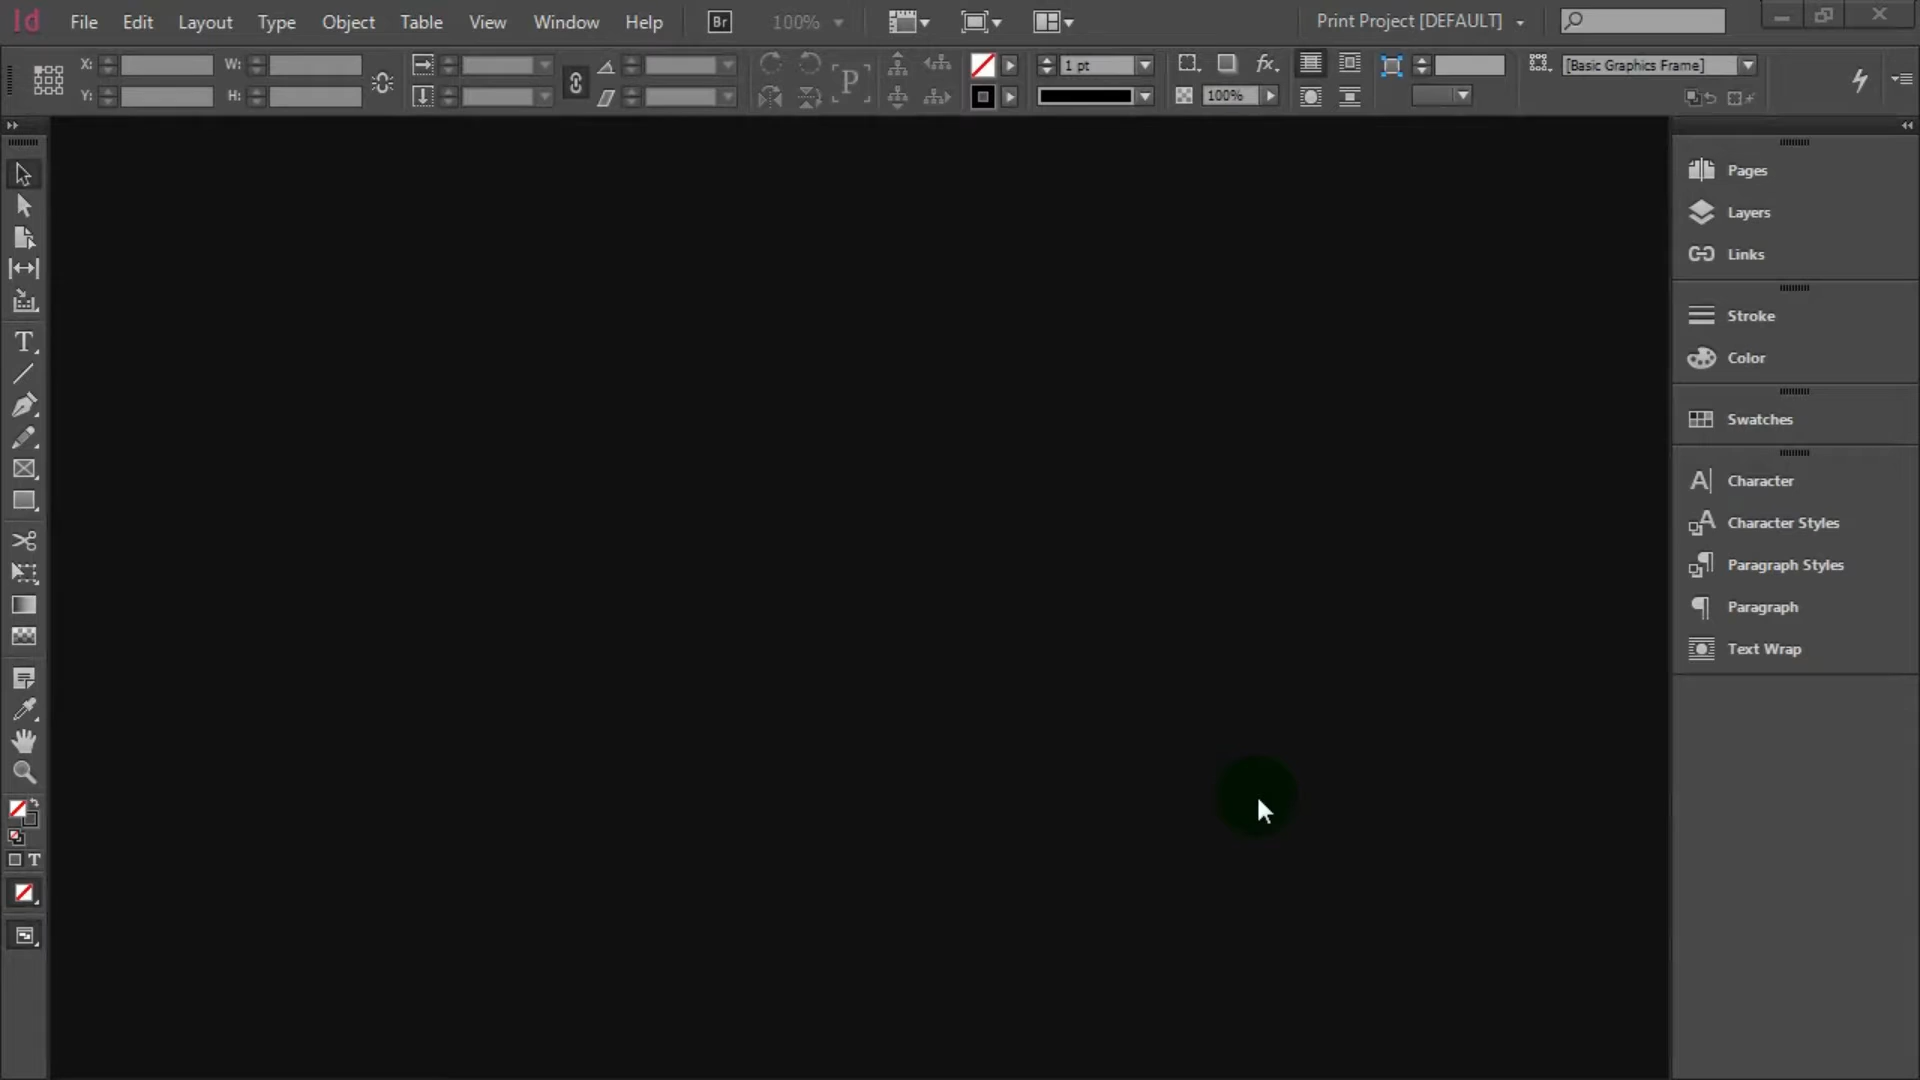 Id File Edit Layout Type Object Table View Window Help Br 100% Print Project [DEFAULT]
X: W: 1 pt fx. [Basic Graphics Frame]
Y: H: P 100%
Pages
Layers
Links
Stroke
Color
Swatches
Character
Character Styles
Paragraph Styles
Paragraph
Text Wrap